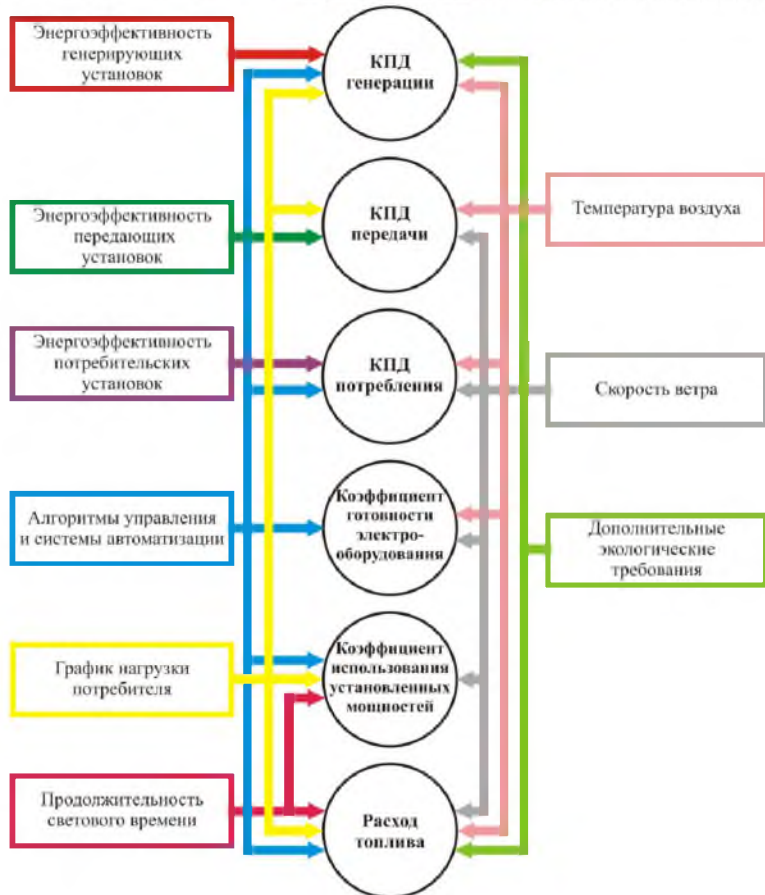 Энергоэффективность
генерирующих
установок
КПД
генерации
Энергоэффективность
передающих
установок
КПД
передачи
Температура воздуха
Энергоэффективность
потребительских
установок
КПД
потребления
Скорость ветра
Алгоритмы управления
и системы автоматизации
Коэффициент
готовности
электро-
оборудования
Дополнительные
экологические
требования
График нагрузки
потребителя
Коэффициент
использования
установленных
мощностей
Продолжительность
светового времени
Расход
топлива